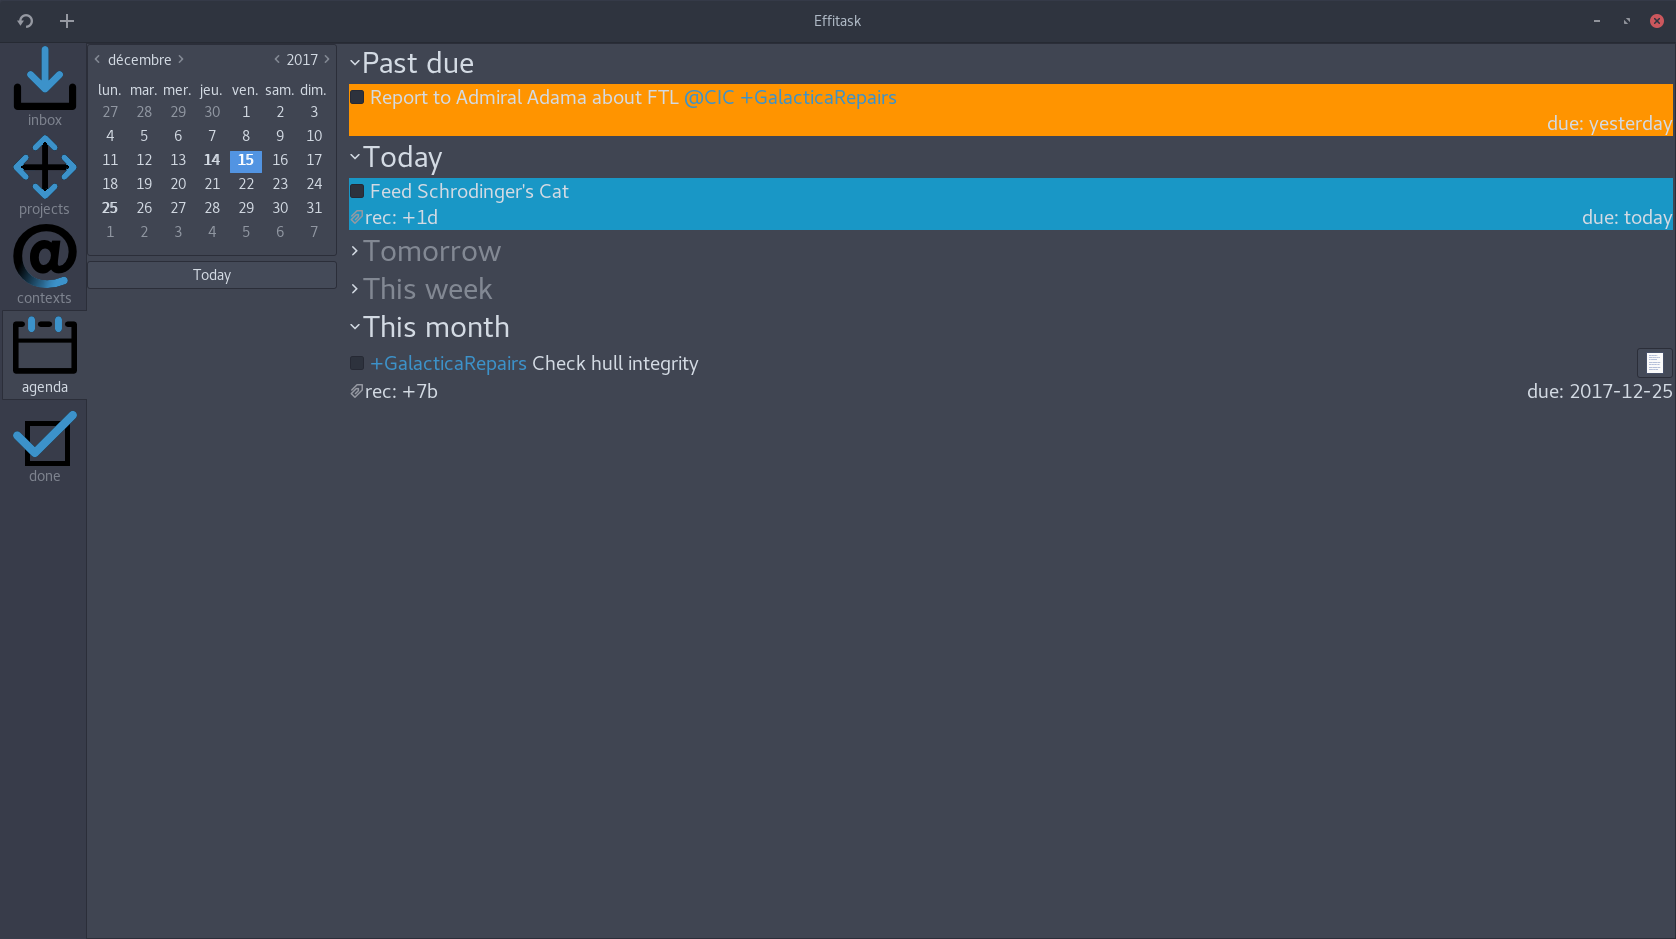 Effitask
inbox
projects
contexts
agenda
done
décembre 2017
lun. mar. mer. jeu. ven. sam. dim.
27 28 29 30 1 2 3
4 5 6 7 8 9 10
11 12 13 14 15 16 17
18 19 20 21 22 23 24
25 26 27 28 29 30 31
1 2 3 4 5 6 7
Today
Past due
Report to Admiral Adama about FTL @CIC +GalacticaRepairs
due: yesterday
Today
Feed Schrodinger's Cat
rec: +1d due: today
Tomorrow
This week
This month
+GalacticaRepairs Check hull integrity
rec: +7b due: 2017-12-25